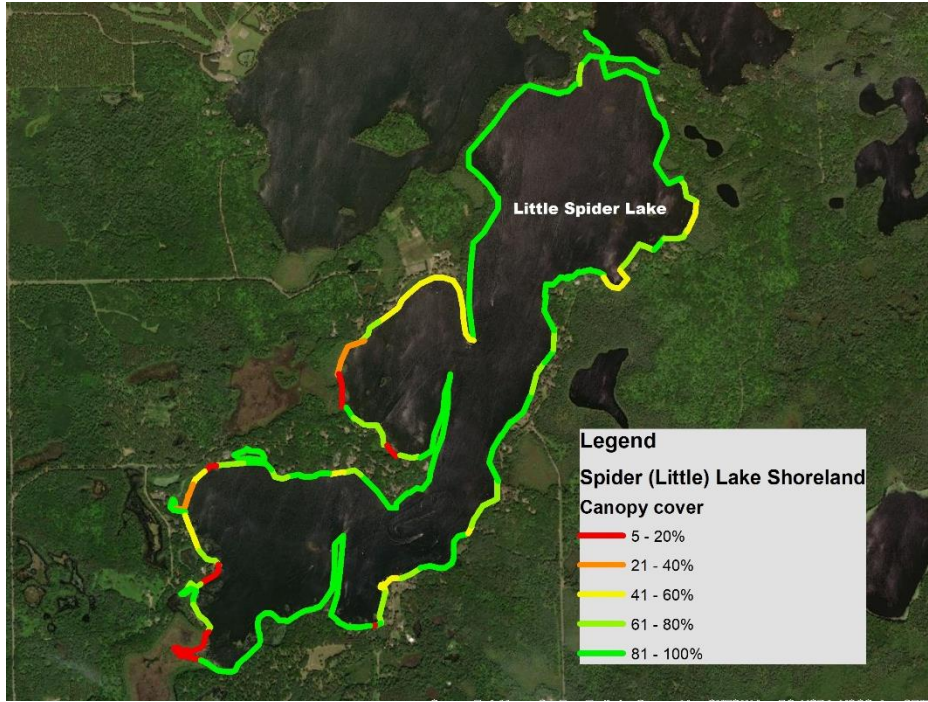 Little Spider Lake
Legend
Spider (Little) Lake Shoreland
Canopy cover
5 - 20%
21 - 40%
41 - 60%
61 - 80%
81 - 100%